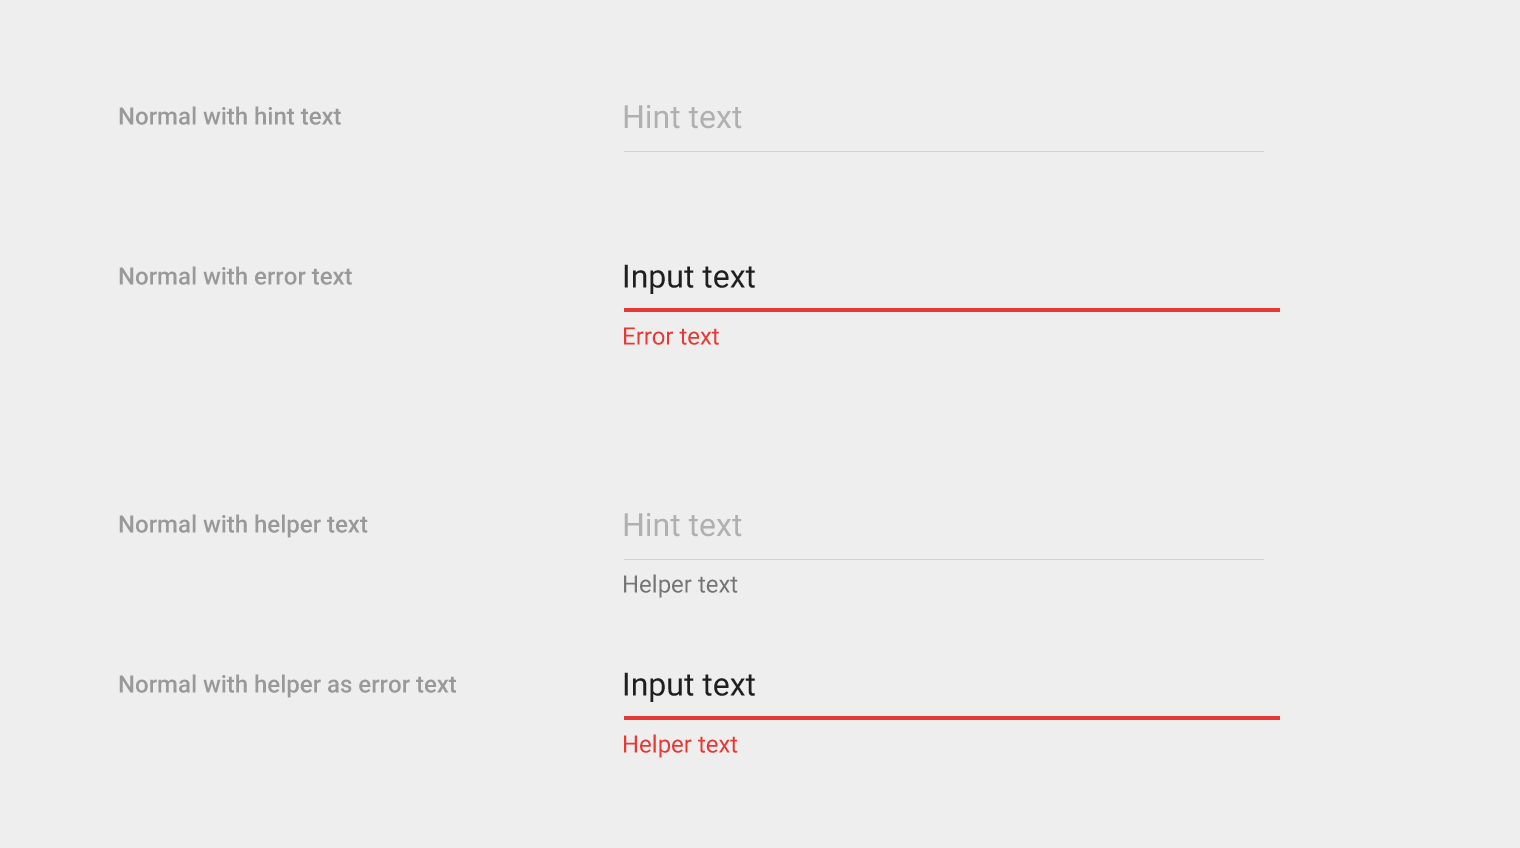 Normal with hint text
Hint text
Normal with error text
Input text
Error text
Normal with helper text
Hint text
Helper text
Normal with helper as error text
Input text
Helper text